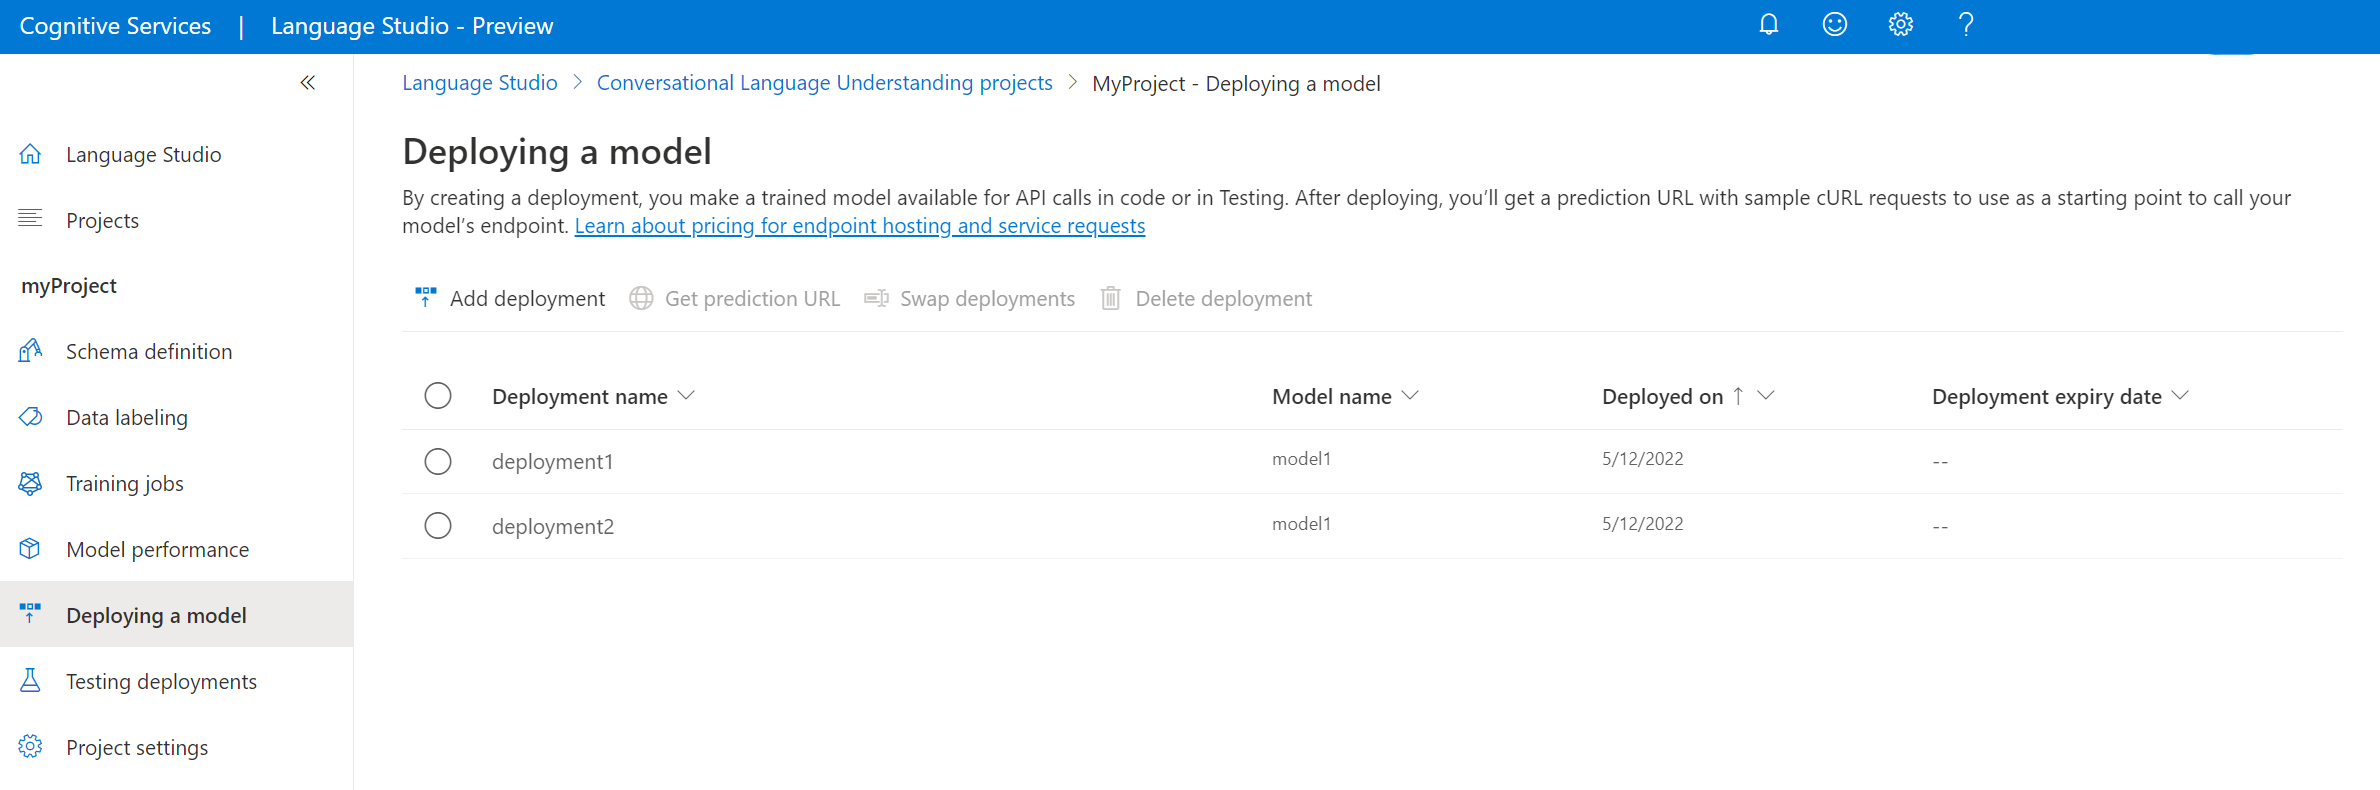 Cognitive Services | Language Studio - Preview
Language Studio > Conversational Language Understanding projects > MyProject - Deploying a model
Language Studio
Projects
myProject
Schema definition
Data labeling
Training jobs
Model performance
Deploying a model
Testing deployments
Project settings
Deploying a model
By creating a deployment, you make a trained model available for API calls in code or in Testing. After deploying, you’ll get a prediction URL with sample cURL requests to use as a starting point to call your
model’s endpoint. Learn about pricing for endpoint hosting and service requests
Add deployment Get prediction URL Swap deployments Delete deployment
Deployment name Model name Deployed on ↑ Deployment expiry date
deployment1 model1 5/12/2022 --
deployment2 model1 5/12/2022 --